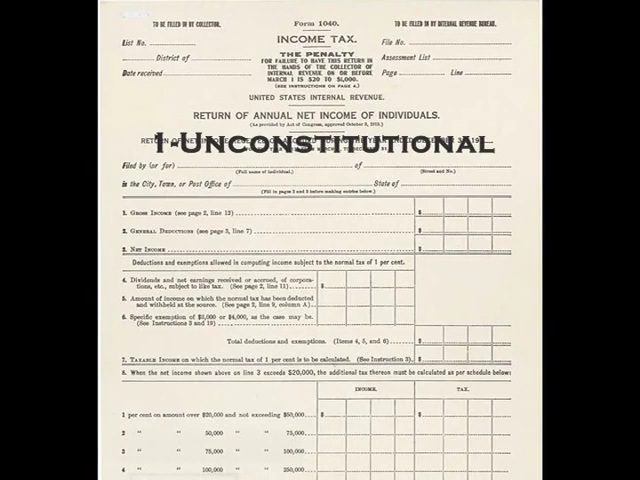 TO BE FILLED IN BY COLLECTOR.
Form 1040.
TO BE FILLED IN BY INTERNAL REVENUE BUREAU.
List No.
INCOME TAX.
File No.
District of
THE PENALTY
FOR FAILURE TO HAVE THIS RETURN IN
THE HANDS OF THE COLLECTOR OF
INTERNAL REVENUE ON OR BEFORE
MARCH 1 IS $20 TO $1,000.
(SEE INSTRUCTIONS ON PAGE 4.)
Assessment List
Date received
Page Line
UNITED STATES INTERNAL REVENUE.
RETURN OF ANNUAL NET INCOME OF INDIVIDUALS.
(As provided by Act of Congress, approved October 3, 1913.)
1-Unconstitutional
Filed by (or for) of
(Full name of individual.) (Street and No.)
in the City, Town, or Post Office of State of
(Fill in pages 2 and 3 before making entries below.)
1. Gross Income (see page 2, line 12) $
2. General Deductions (see page 3, line 7) $
3. Net Income $
Deductions and exemptions allowed in computing income subject to the normal tax of 1 per cent.
4. Dividends and net earnings received or accrued, of corpora-
tions, etc., subject to like tax. (See page 2, line 11) $
5. Amount of income on which the normal tax has been deducted
and withheld at the source. (See page 2, line 9, column A)
6. Specific exemption of $3,000 or $4,000, as the case may be.
(See Instructions 3 and 19)
Total deductions and exemptions. (Items 4, 5, and 6) $
7. Taxable Income on which the normal tax of 1 per cent is to be calculated. (See Instruction 3). $
8. When the net income shown above on line 3 exceeds $20,000, the additional tax thereon must be calculated as per schedule below:
INCOME. TAX.
1 per cent on amount over $20,000 and not exceeding $50,000 $ $
2 " " 50,000 " 75,000
3 " " 75,000 " 100,000
4 " " 100,000 " 250,000